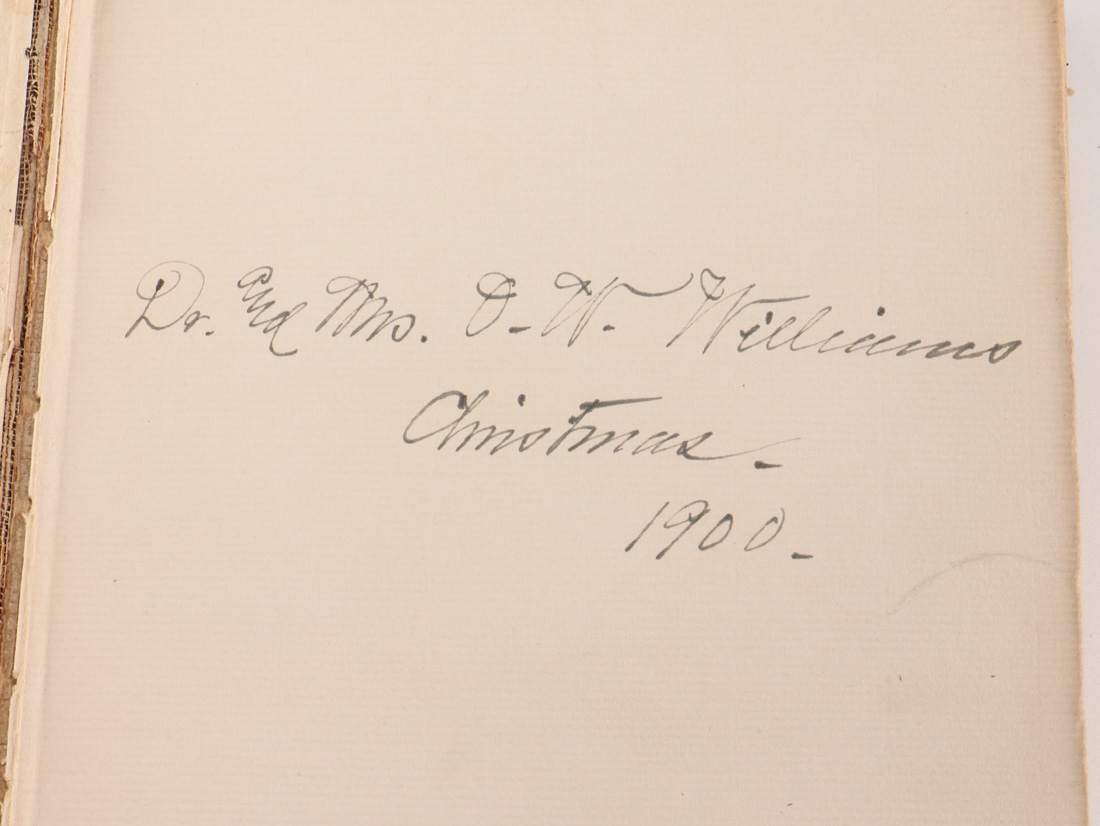 Dr. and Mrs. D. W. Williams
Christmas.
1900.